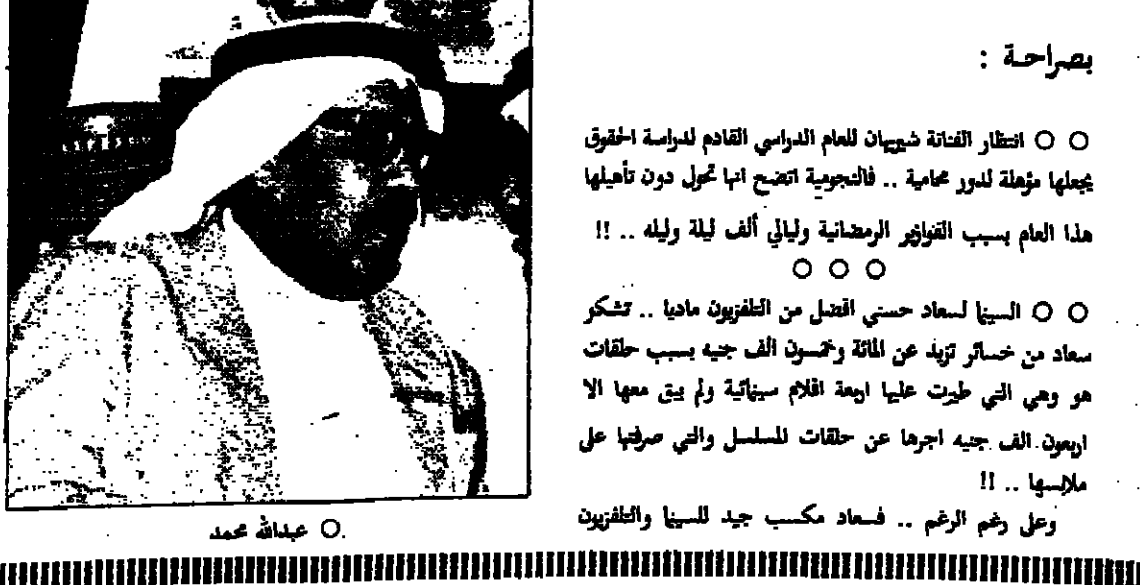 بصراحة :
○ ○ انتظار الفنانة شيريهان للعام الدراسي القادم لدراسة الحقوق
يجعلها مؤهلة لدور محامية .. فالنجومية اتضح انها تحول دون تأهيلها
هذا العام بسبب الفوازير الرمضانية وليالي ألف ليلة وليله .. !!
○ ○ ○
○ ○ السينما لسعاد حسني افضل من التلفزيون ماديا .. تشكو
سعاد من خسائر تزيد عن المائة وخمسون الف جنيه بسبب حلقات
هو وهي التي طيرت عليها اربعة افلام سينمائية ولم يبق معها الا
اربعون الف جنيه اجرها عن حلقات المسلسل والتي صرفتها على
ملابسها .. !!
وعلى رغم الرغم .. فسعاد مكسب جيد للسينما والتلفزيون
○ عبدالله محمد